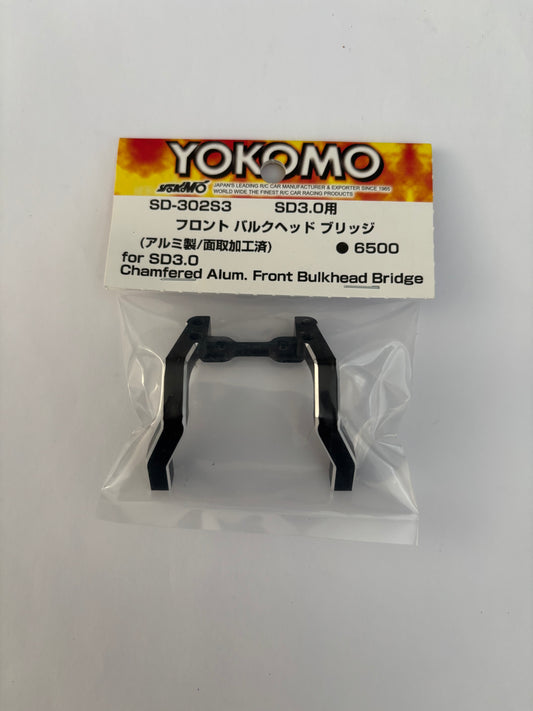 YOKOMO
YOKOMO JAPAN'S LEADING R/C CAR MANUFACTURER & EXPORTER SINCE 1965
WORLD WIDE THE FINEST R/C CAR RACING PRODUCTS
SD-302S3 SD3.0用
フロント バルクヘッド ブリッジ
(アルミ製/面取加工済) ● 6500
for SD3.0
Chamfered Alum. Front Bulkhead Bridge